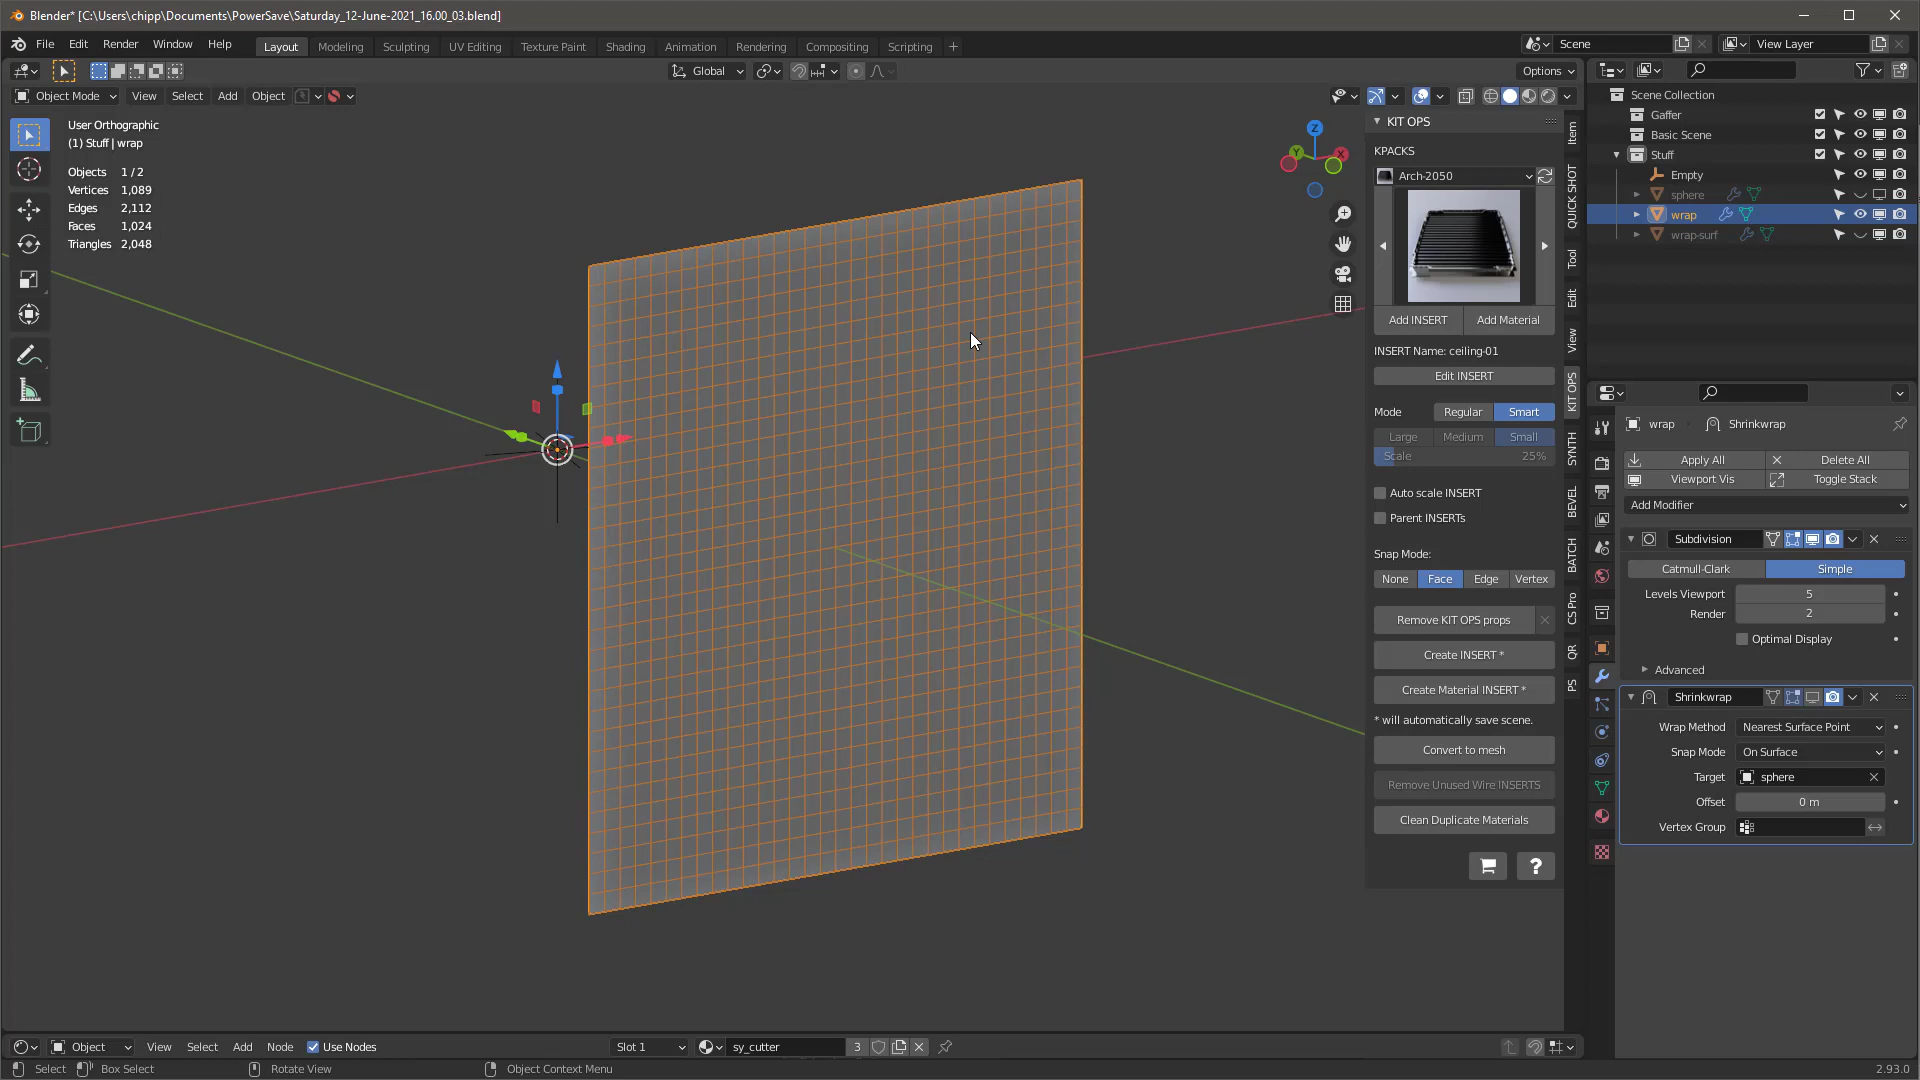 Blender* [C:\Users\chipp\Documents\PowerSave\Saturday_12-June-2021_16.00_03.blend]
File Edit Render Window Help Layout Modeling Sculpting UV Editing Texture Paint Shading Animation Rendering Compositing Scripting + Scene View Layer
Global Options
Object Mode View Select Add Object
User Orthographic
(1) Stuff | wrap
Objects 1 / 2
Vertices 1,089
Edges 2,112
Faces 1,024
Triangles 2,048
Z
Y
X
KIT OPS
KPACKS
Arch-2050
Add INSERT Add Material
INSERT Name: ceiling-01
Edit INSERT
Mode Regular Smart
Large Medium Small
Scale 25%
Auto scale INSERT
Parent INSERTs
Snap Mode:
None Face Edge Vertex
Remove KIT OPS props
Create INSERT *
Create Material INSERT *
* will automatically save scene.
Convert to mesh
Remove Unused Wire INSERTS
Clean Duplicate Materials
?
Item
QUICK SHOT
Tool
Edit
View
KIT OPS
SYNTH
BEVEL
BATCH
CS Pro
QR
PS
Scene Collection
Gaffer
Basic Scene
Stuff
Empty
sphere
wrap
wrap-surf
wrap Shrinkwrap
Apply All Delete All
Viewport Vis Toggle Stack
Add Modifier
Subdivision
Catmull-Clark Simple
Levels Viewport 5
Render 2
Optimal Display
Advanced
Shrinkwrap
Wrap Method Nearest Surface Point
Snap Mode On Surface
Target sphere
Offset 0 m
Vertex Group
Object View Select Add Node Use Nodes Slot 1 sy_cutter 3
Select Box Select Rotate View Object Context Menu 2.93.0